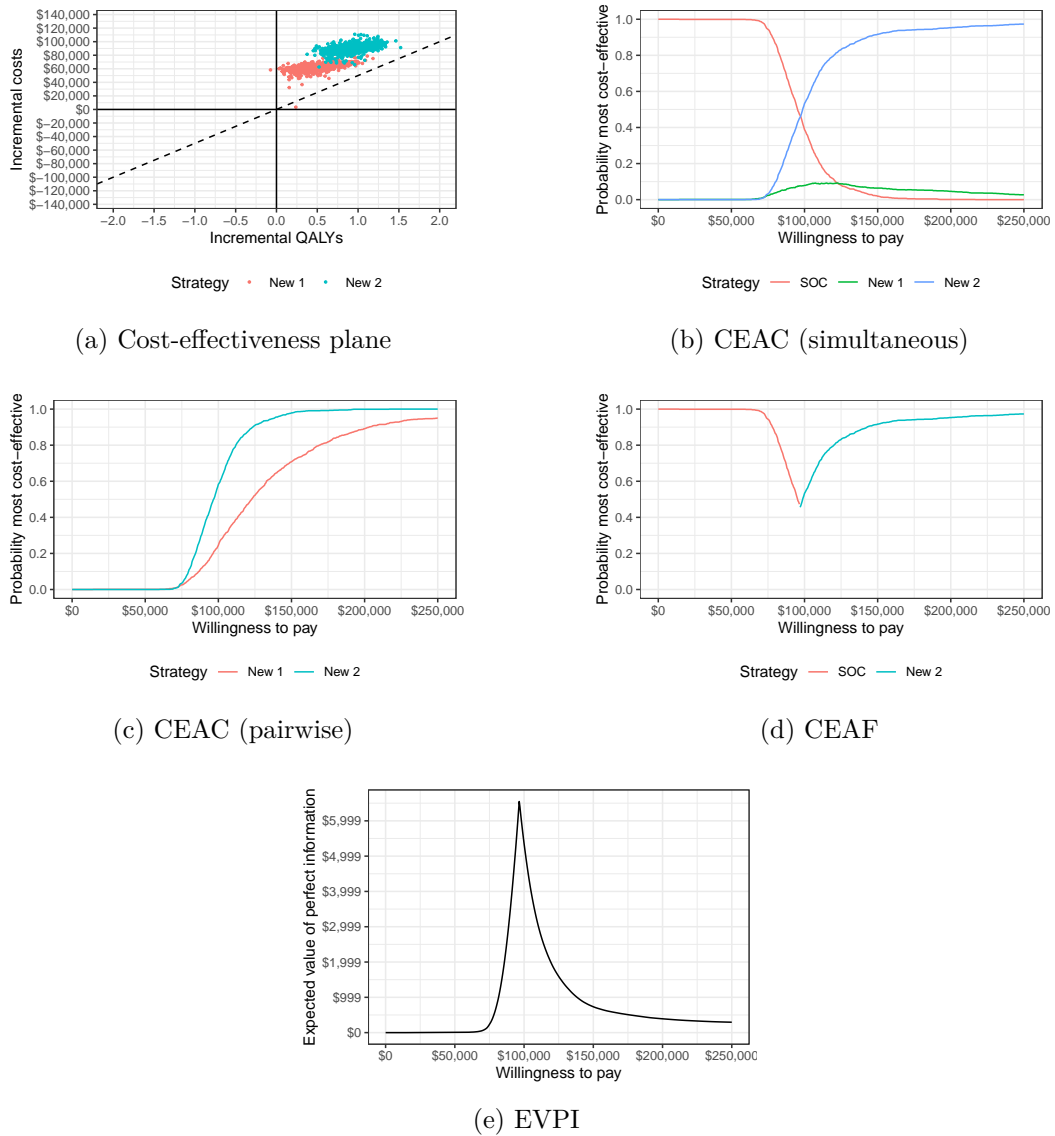 Incremental costs
$140,000
$120,000
$100,000
$80,000
$60,000
$40,000
$20,000
$0
$−20,000
$−40,000
$−60,000
$−80,000
$−100,000
$−120,000
$−140,000
−2.0 −1.5 −1.0 −0.5 0.0 0.5 1.0 1.5 2.0
Incremental QALYs
Strategy New 1 New 2
(a) Cost-effectiveness plane
Probability most cost−effective
1.0
0.8
0.6
0.4
0.2
0.0
$0 $50,000 $100,000 $150,000 $200,000 $250,000
Willingness to pay
Strategy SOC New 1 New 2
(b) CEAC (simultaneous)
Probability most cost−effective
1.0
0.8
0.6
0.4
0.2
0.0
$0 $50,000 $100,000 $150,000 $200,000 $250,000
Willingness to pay
Strategy New 1 New 2
(c) CEAC (pairwise)
Probability most cost−effective
1.0
0.8
0.6
0.4
0.2
0.0
$0 $50,000 $100,000 $150,000 $200,000 $250,000
Willingness to pay
Strategy SOC New 2
(d) CEAF
Expected value of perfect information
$5,999
$4,999
$3,999
$2,999
$1,999
$999
$0
$0 $50,000 $100,000 $150,000 $200,000 $250,000
Willingness to pay
(e) EVPI